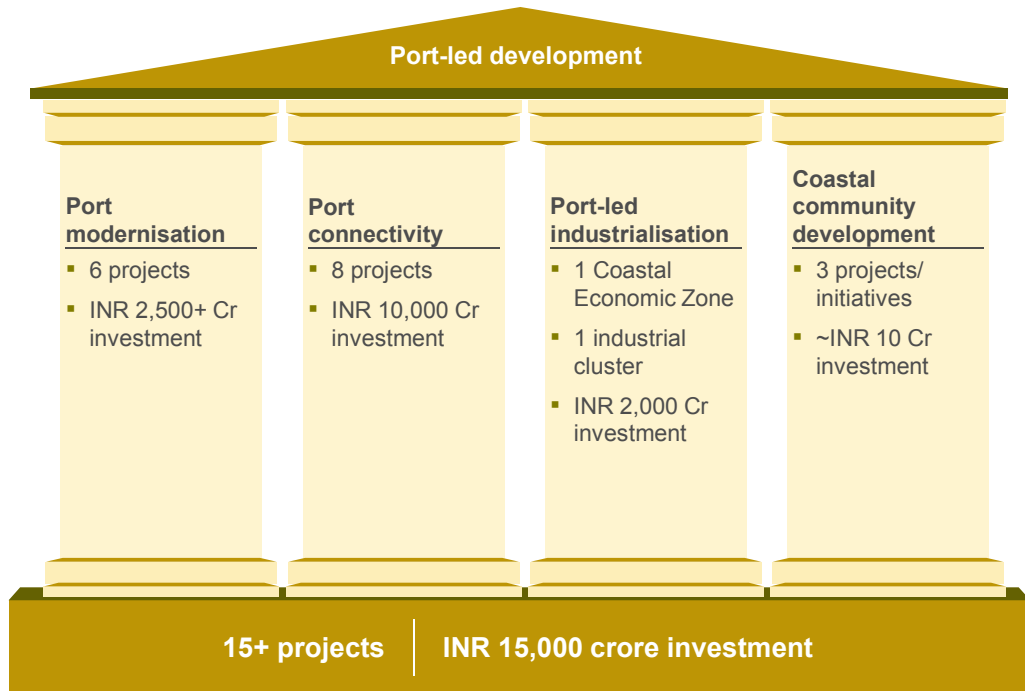 Port-led development
Port
modernisation
▪ 6 projects
▪ INR 2,500+ Cr
investment
Port
connectivity
▪ 8 projects
▪ INR 10,000 Cr
investment
Port-led
industrialisation
▪ 1 Coastal
Economic Zone
▪ 1 industrial
cluster
▪ INR 2,000 Cr
investment
Coastal
community
development
▪ 3 projects/
initiatives
▪ ~INR 10 Cr
investment
15+ projects
INR 15,000 crore investment